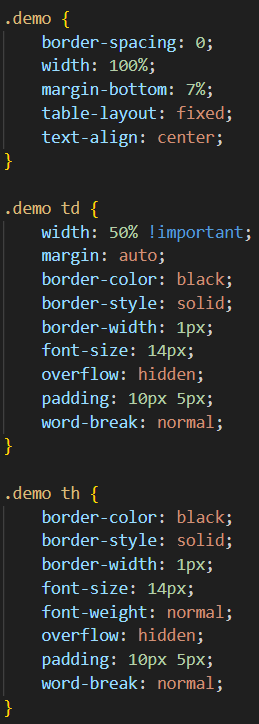 .demo {
    border-spacing: 0;
    width: 100%;
    margin-bottom: 7%;
    table-layout: fixed;
    text-align: center;
}

.demo td {
    width: 50% !important;
    margin: auto;
    border-color: black;
    border-style: solid;
    border-width: 1px;
    font-size: 14px;
    overflow: hidden;
    padding: 10px 5px;
    word-break: normal;
}

.demo th {
    border-color: black;
    border-style: solid;
    border-width: 1px;
    font-size: 14px;
    font-weight: normal;
    overflow: hidden;
    padding: 10px 5px;
    word-break: normal;
}